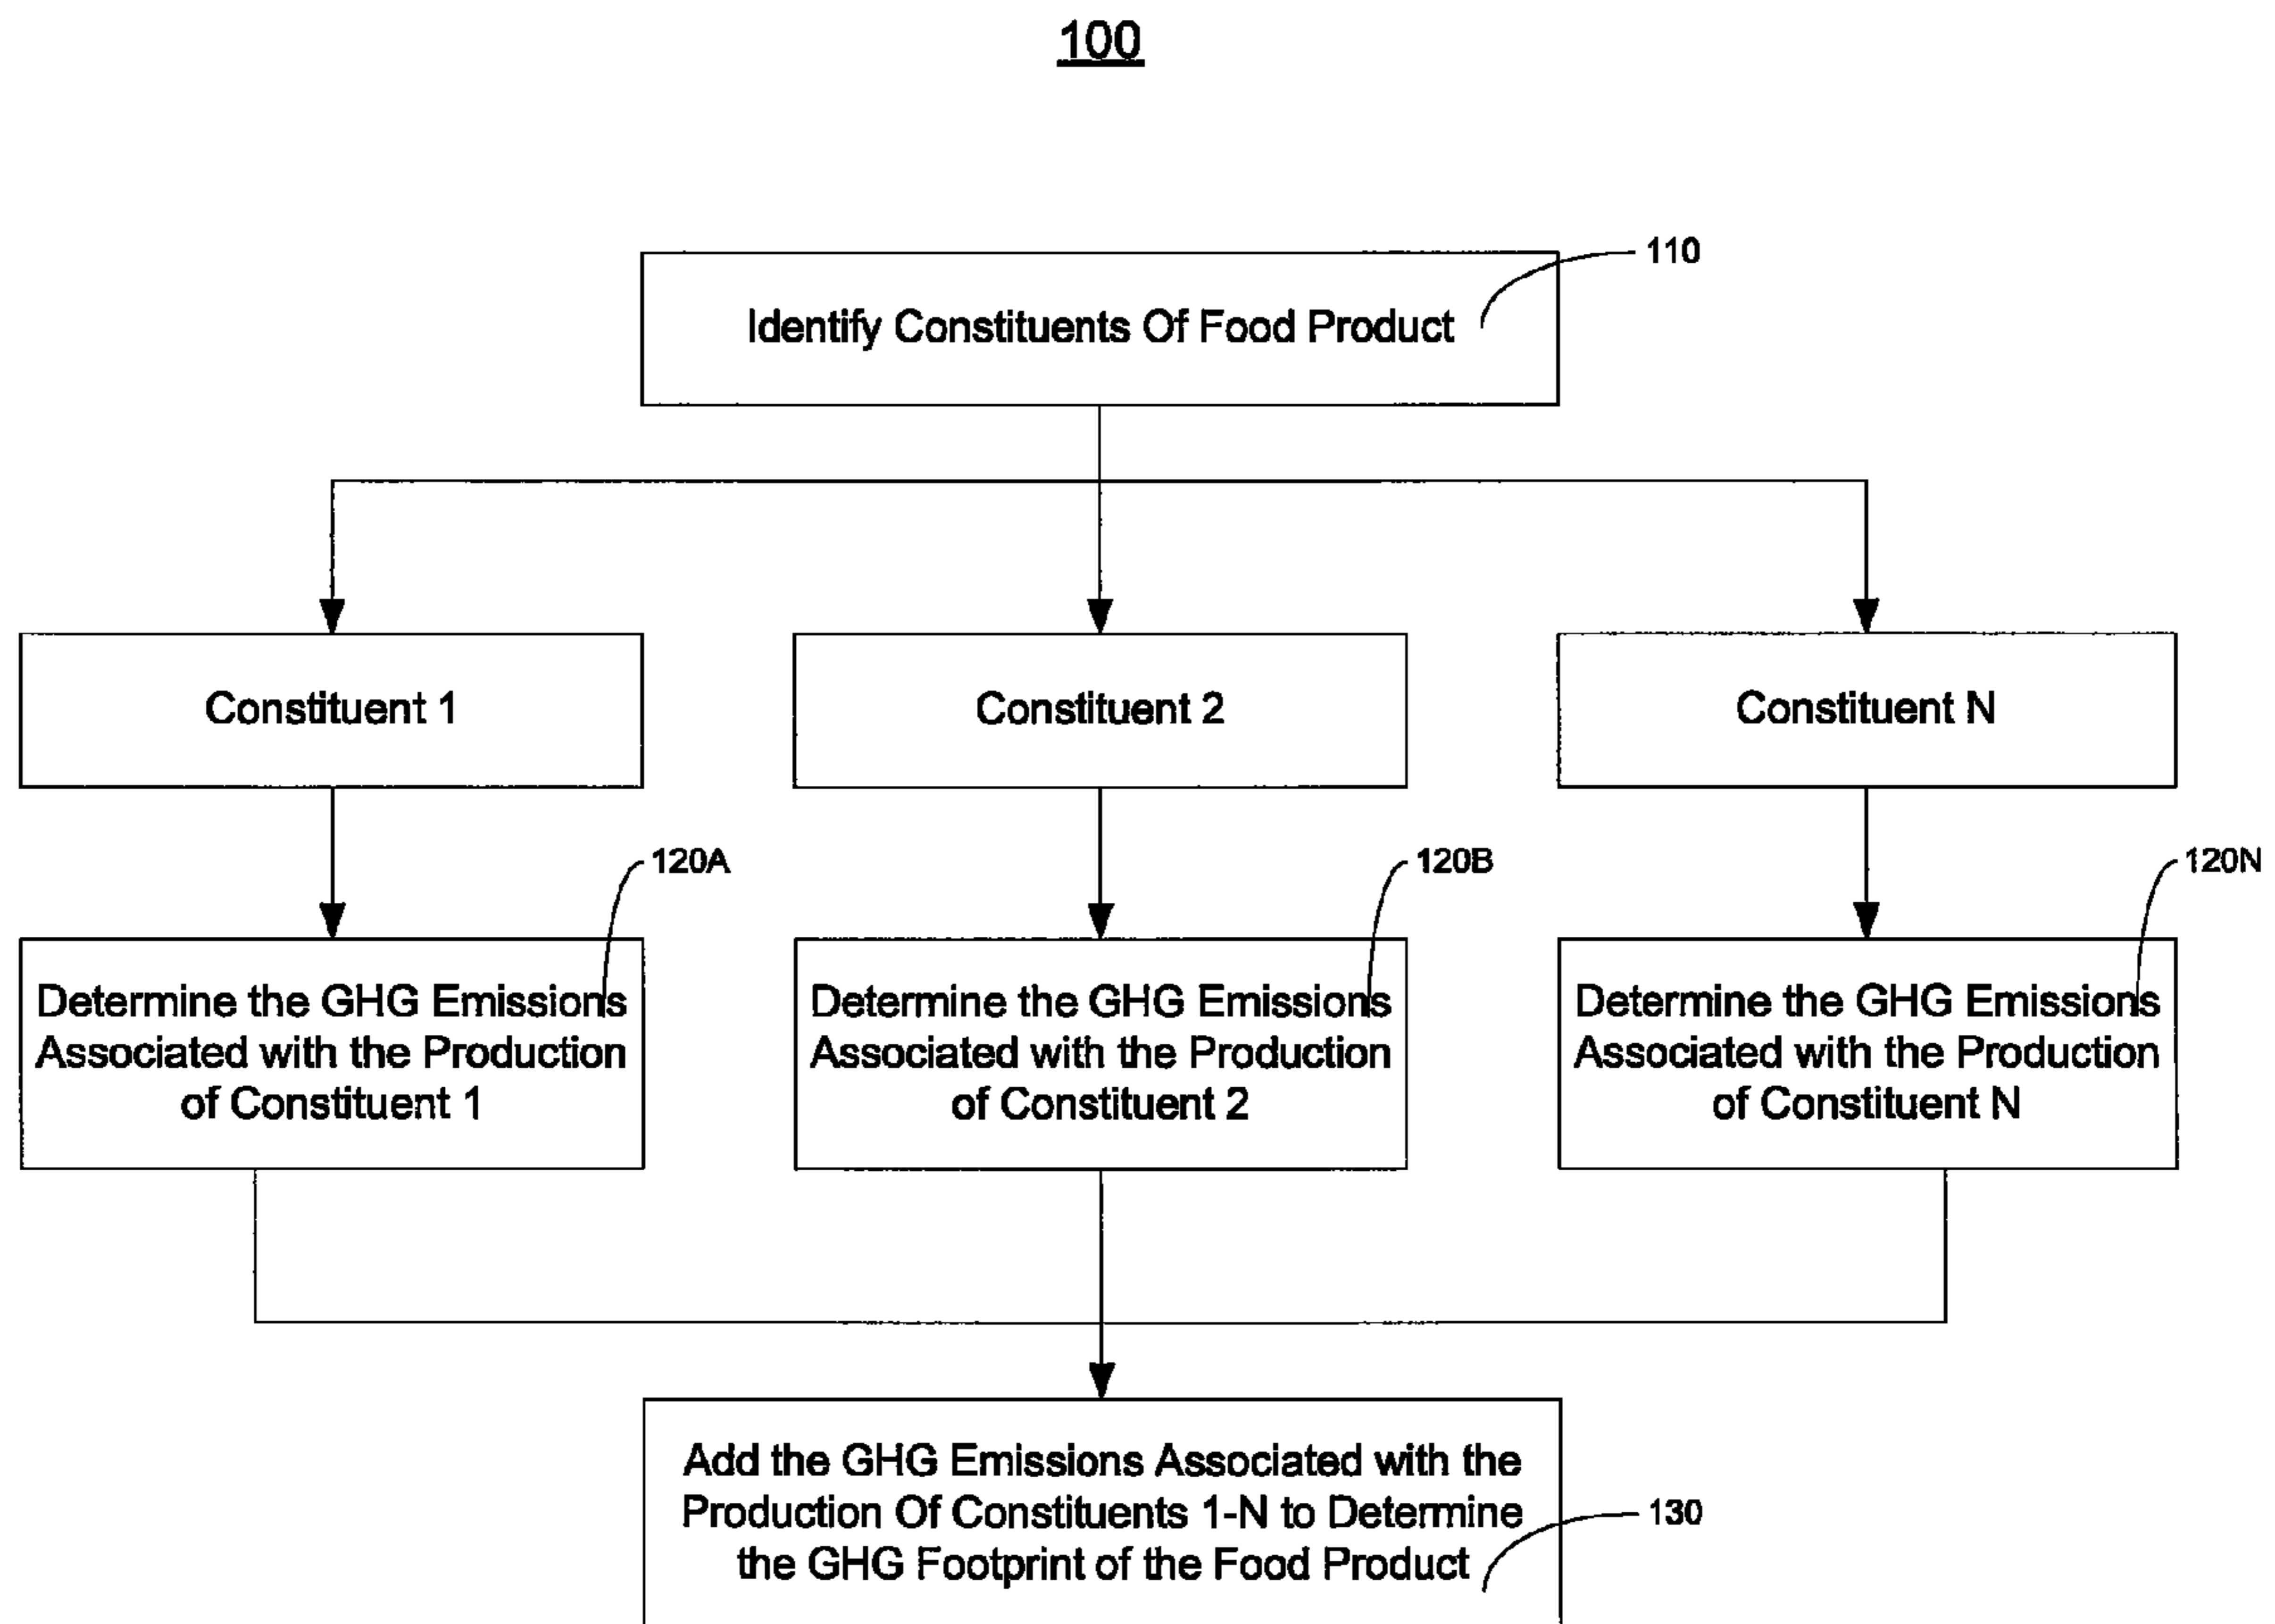 100
110
Identify Constituents Of Food Product
Constituent 1
Constituent 2
Constituent N
120A
120B
120N
Determine the GHG Emissions
Associated with the Production
of Constituent 1
Determine the GHG Emissions
Associated with the Production
of Constituent 2
Determine the GHG Emissions
Associated with the Production
of Constituent N
Add the GHG Emissions Associated with the
Production Of Constituents 1-N to Determine
the GHG Footprint of the Food Product
130